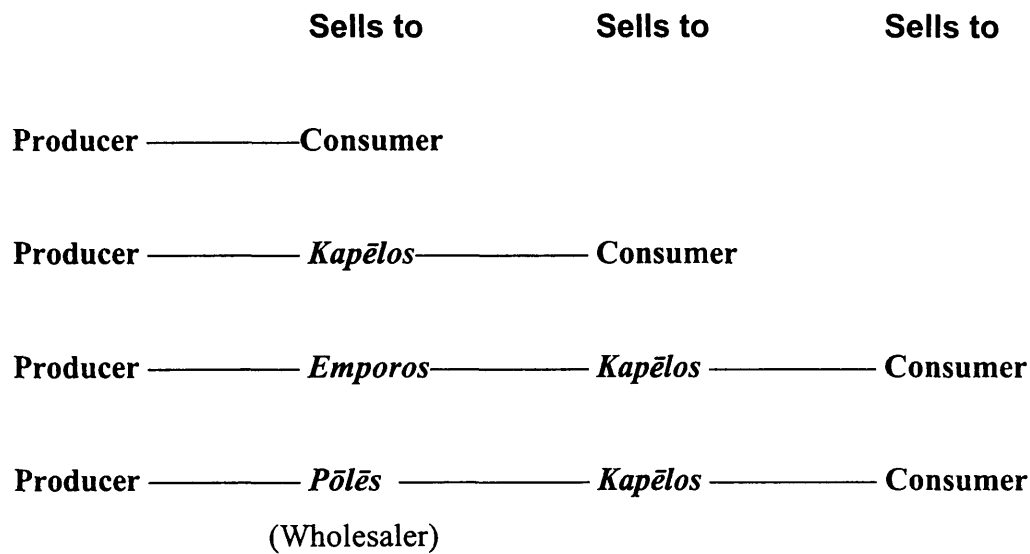 Sells to Sells to Sells to
Producer Consumer
Producer Kapēlos Consumer
Producer Emporos Kapēlos Consumer
Producer Pōlēs Kapēlos Consumer
(Wholesaler)